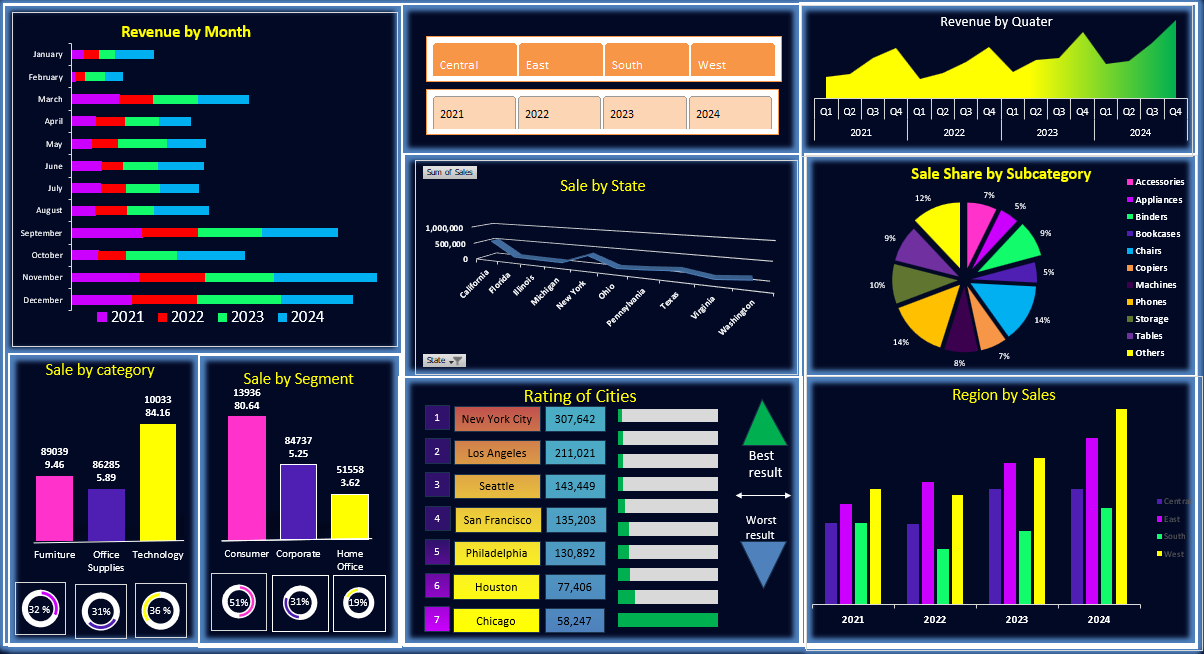 Revenue by Month
January
February
March
April
May
June
July
August
September
October
November
December
2021 2022 2023 2024
Central East South West
2021 2022 2023 2024
Revenue by Quater
Q1 Q2 Q3 Q4 Q1 Q2 Q3 Q4 Q1 Q2 Q3 Q4 Q1 Q2 Q3 Q4
2021 2022 2023 2024
Sum of Sales
Sale by State
1,000,000
500,000
0
California Florida Illinois Michigan New York Ohio Pennsylvania Texas Virginia Washington
State
Sale Share by Subcategory
7%
5%
9%
5%
14%
7%
8%
14%
10%
9%
12%
Accessories
Appliances
Binders
Bookcases
Chairs
Copiers
Machines
Phones
Storage
Tables
Others
Sale by category
89039
9.46
86285
5.89
10033
84.16
Furniture Office Technology
Supplies
32 % 31% 36 %
Sale by Segment
13936
80.64
84737
5.25
51558
3.62
Consumer Corporate Home
Office
51% 31% 19%
Rating of Cities
1 New York City 307,642
2 Los Angeles 211,021
3 Seattle 143,449
4 San Francisco 135,203
5 Philadelphia 130,892
6 Houston 77,406
7 Chicago 58,247
Best
result
Worst
result
Region by Sales
Centra
East
South
West
2021 2022 2023 2024